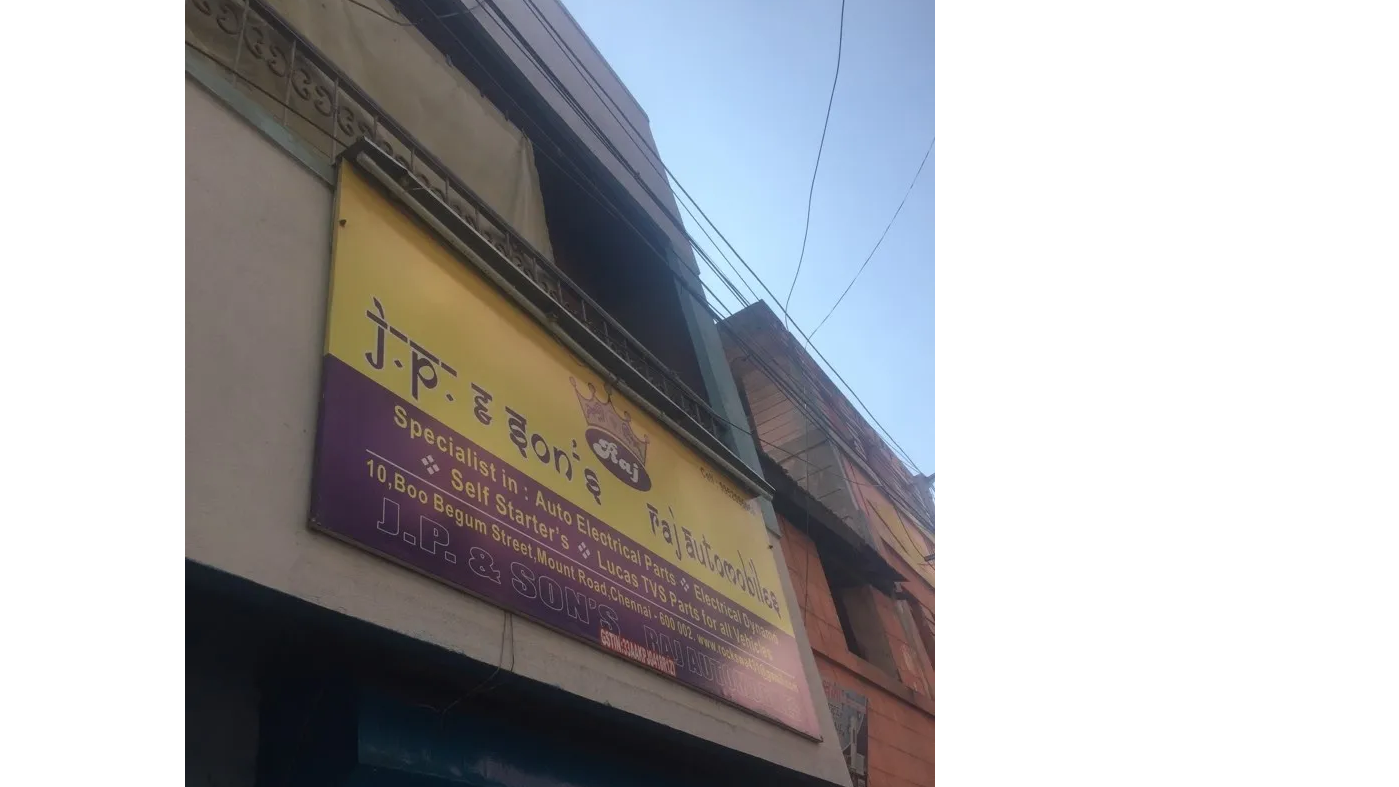 Raj
J.P. & Son's
Raj Automobiles
Specialist in : Auto Electrical Parts ❖ Electrical Dynamo
❖ Self Starter's ❖ Lucas TVS Parts for all Vehicles
10,Boo Begum Street,Mount Road,Chennai - 600 002.
J.P. & SON'S RAJ